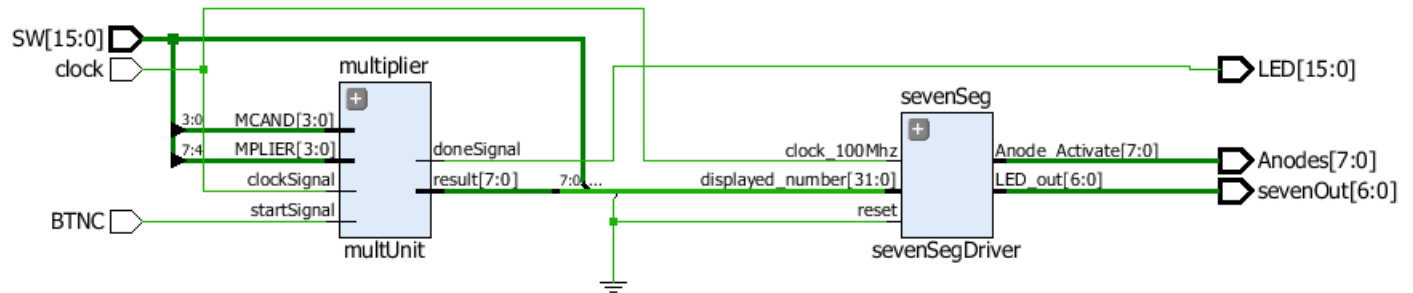 SW[15:0]
clock
BTNC
multiplier
3:0 MCAND[3:0]
7:4 MPLIER[3:0]
clockSignal
startSignal
doneSignal
result[7:0]
multUnit
7:0,...
sevenSeg
clock_100Mhz
displayed_number[31:0]
reset
Anode_Activate[7:0]
LED_out[6:0]
sevenSegDriver
LED[15:0]
Anodes[7:0]
sevenOut[6:0]